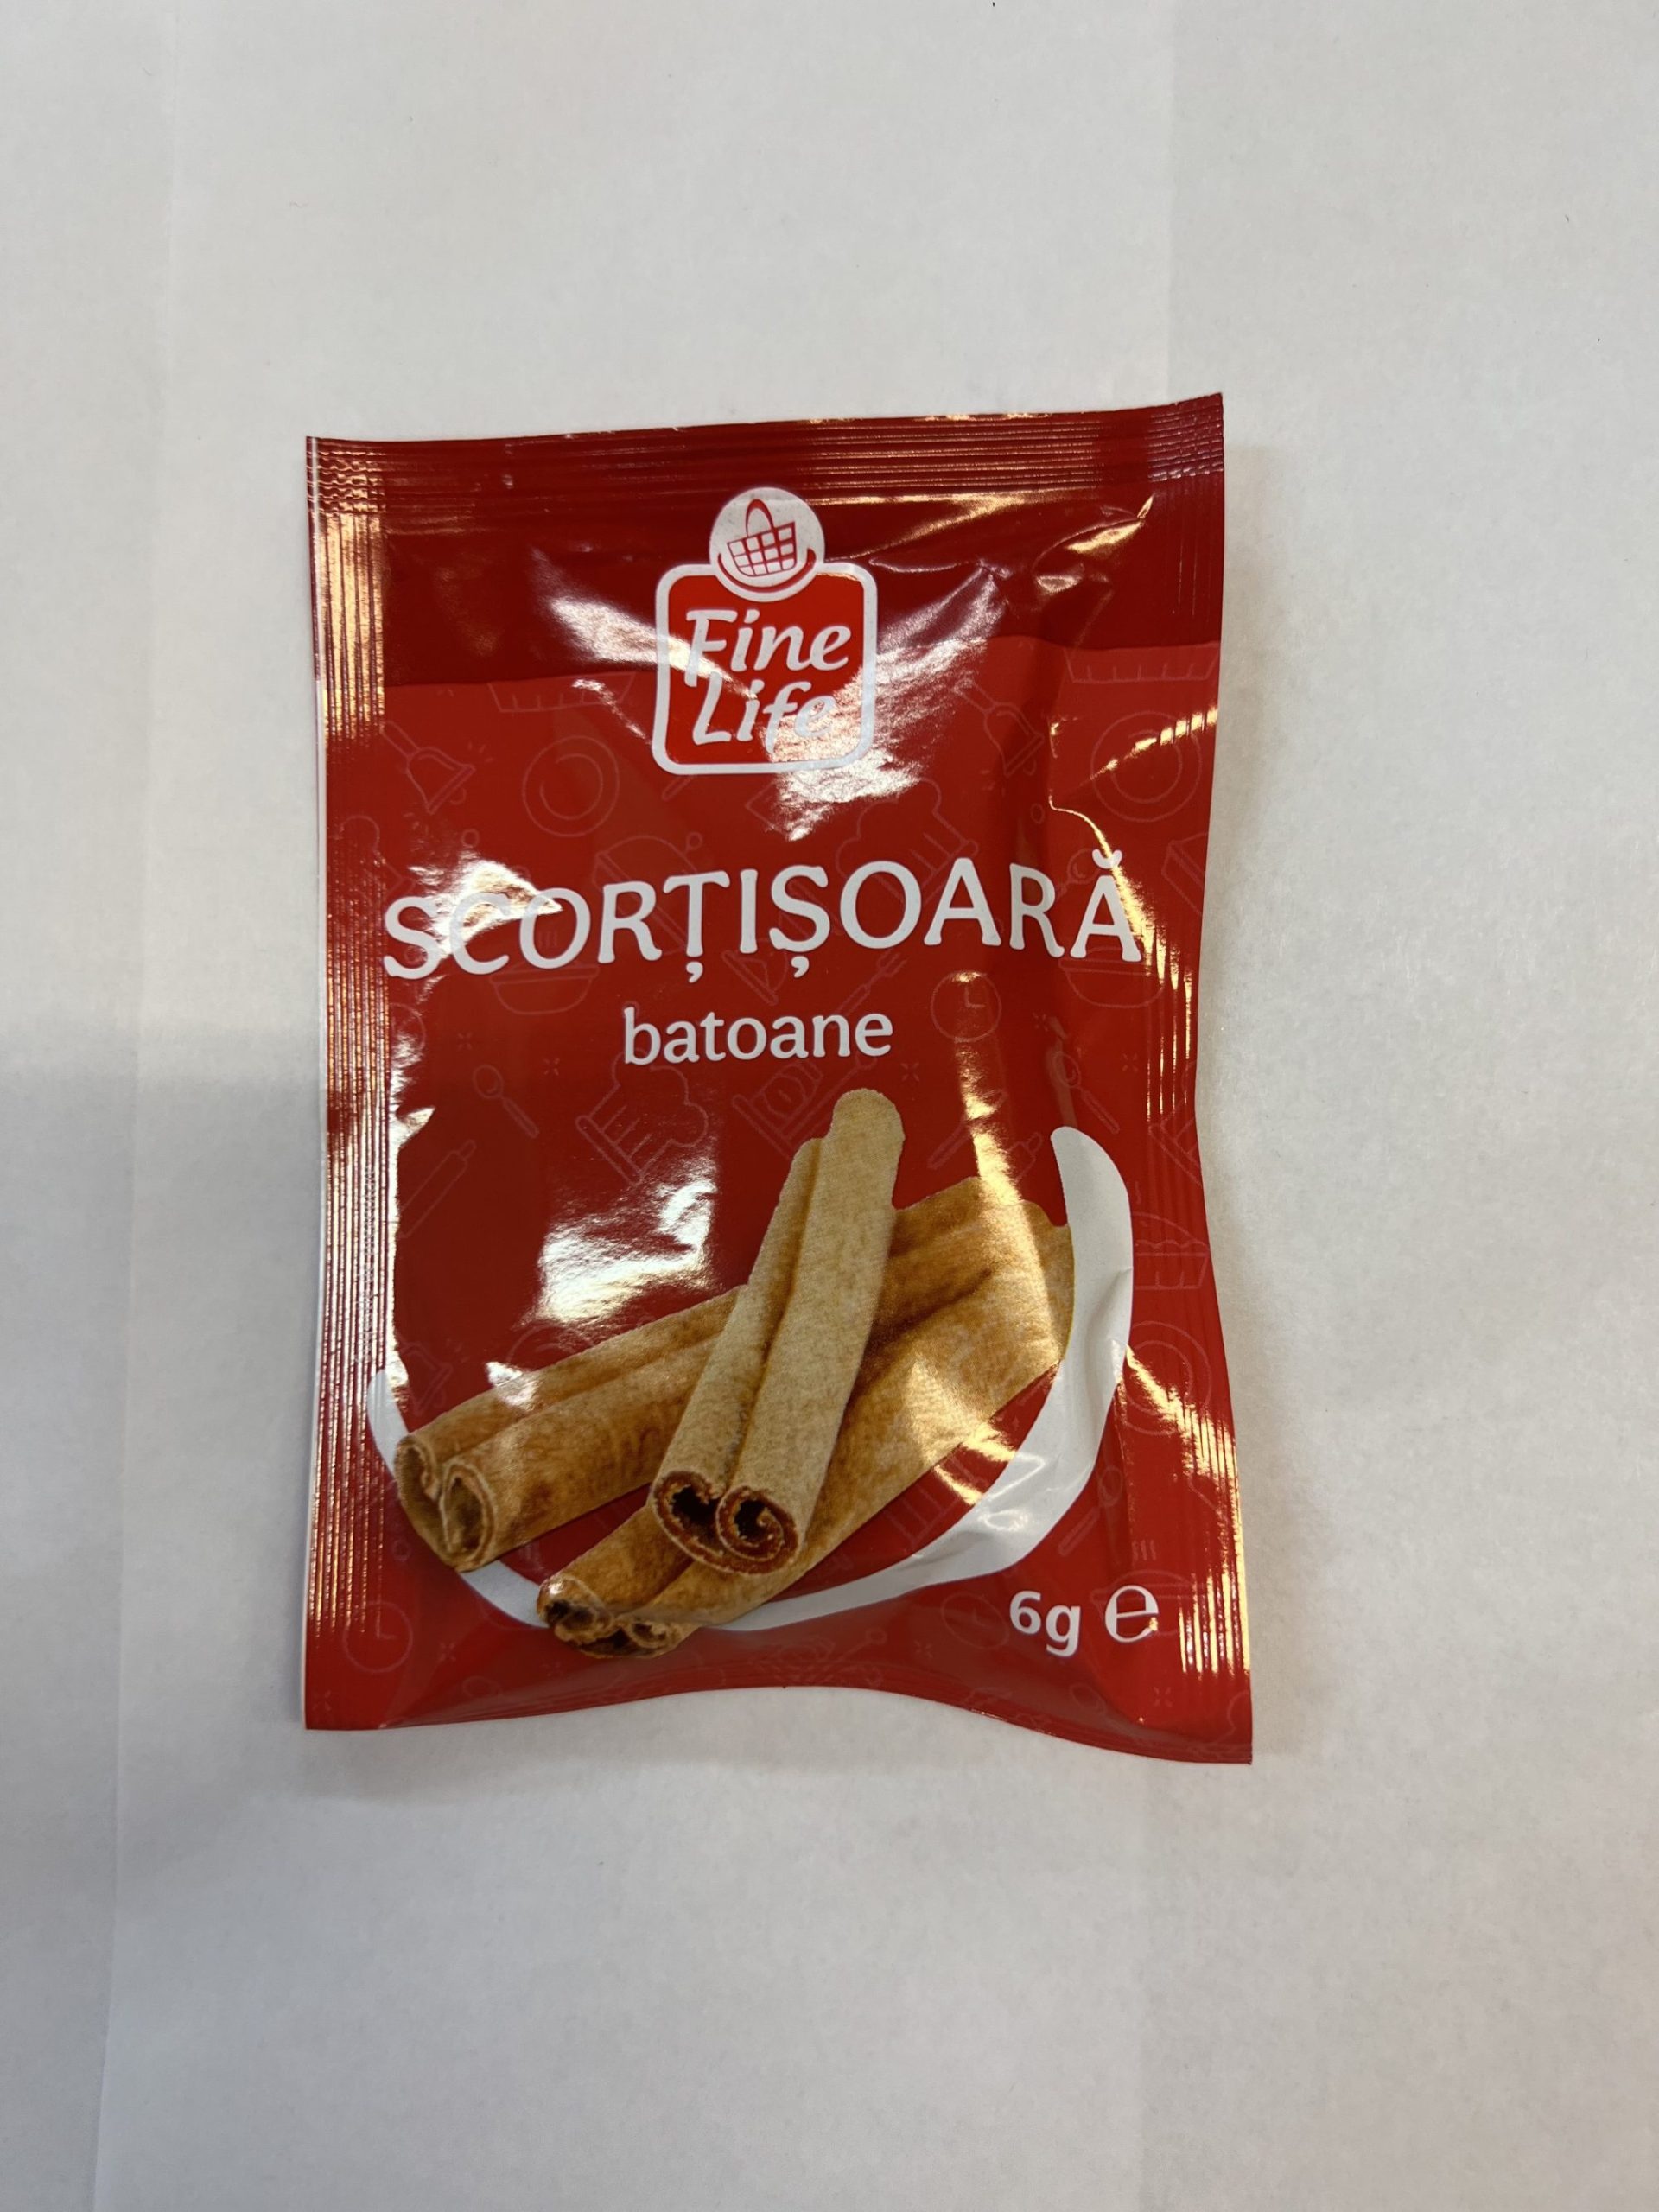 Fine
Life
SCORȚIȘOARĂ
batoane
6g ℮